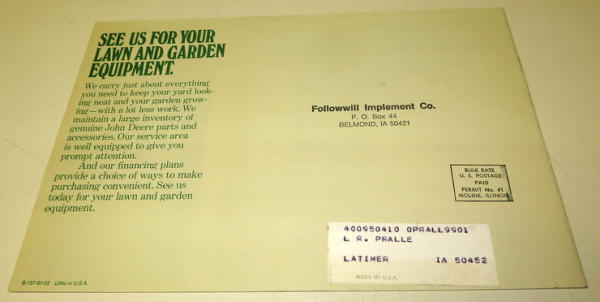 SEE US FOR YOUR
LAWN AND GARDEN
EQUIPMENT.
We carry just about everything
you need to keep your yard look-
ing neat and your garden grow-
ing—with a lot less work. We
maintain a large inventory of
genuine John Deere parts and
accessories. Our service area
is well equipped to give you
prompt attention.
And our financing plans
provide a choice of ways to make
purchasing convenient. See us
today for your lawn and garden
equipment.
B-137-81-02 Litho in U.S.A.
Followwill Implement Co.
P. O. Box 44
BELMOND, IA 50421
BULK RATE
U. S. POSTAGE
PAID
PERMIT No. 41
MOLINE, ILLINOIS
400950410 OPRALL9901
L R. PRALLE
LATIMER IA 50452
MADE IN U.S.A.